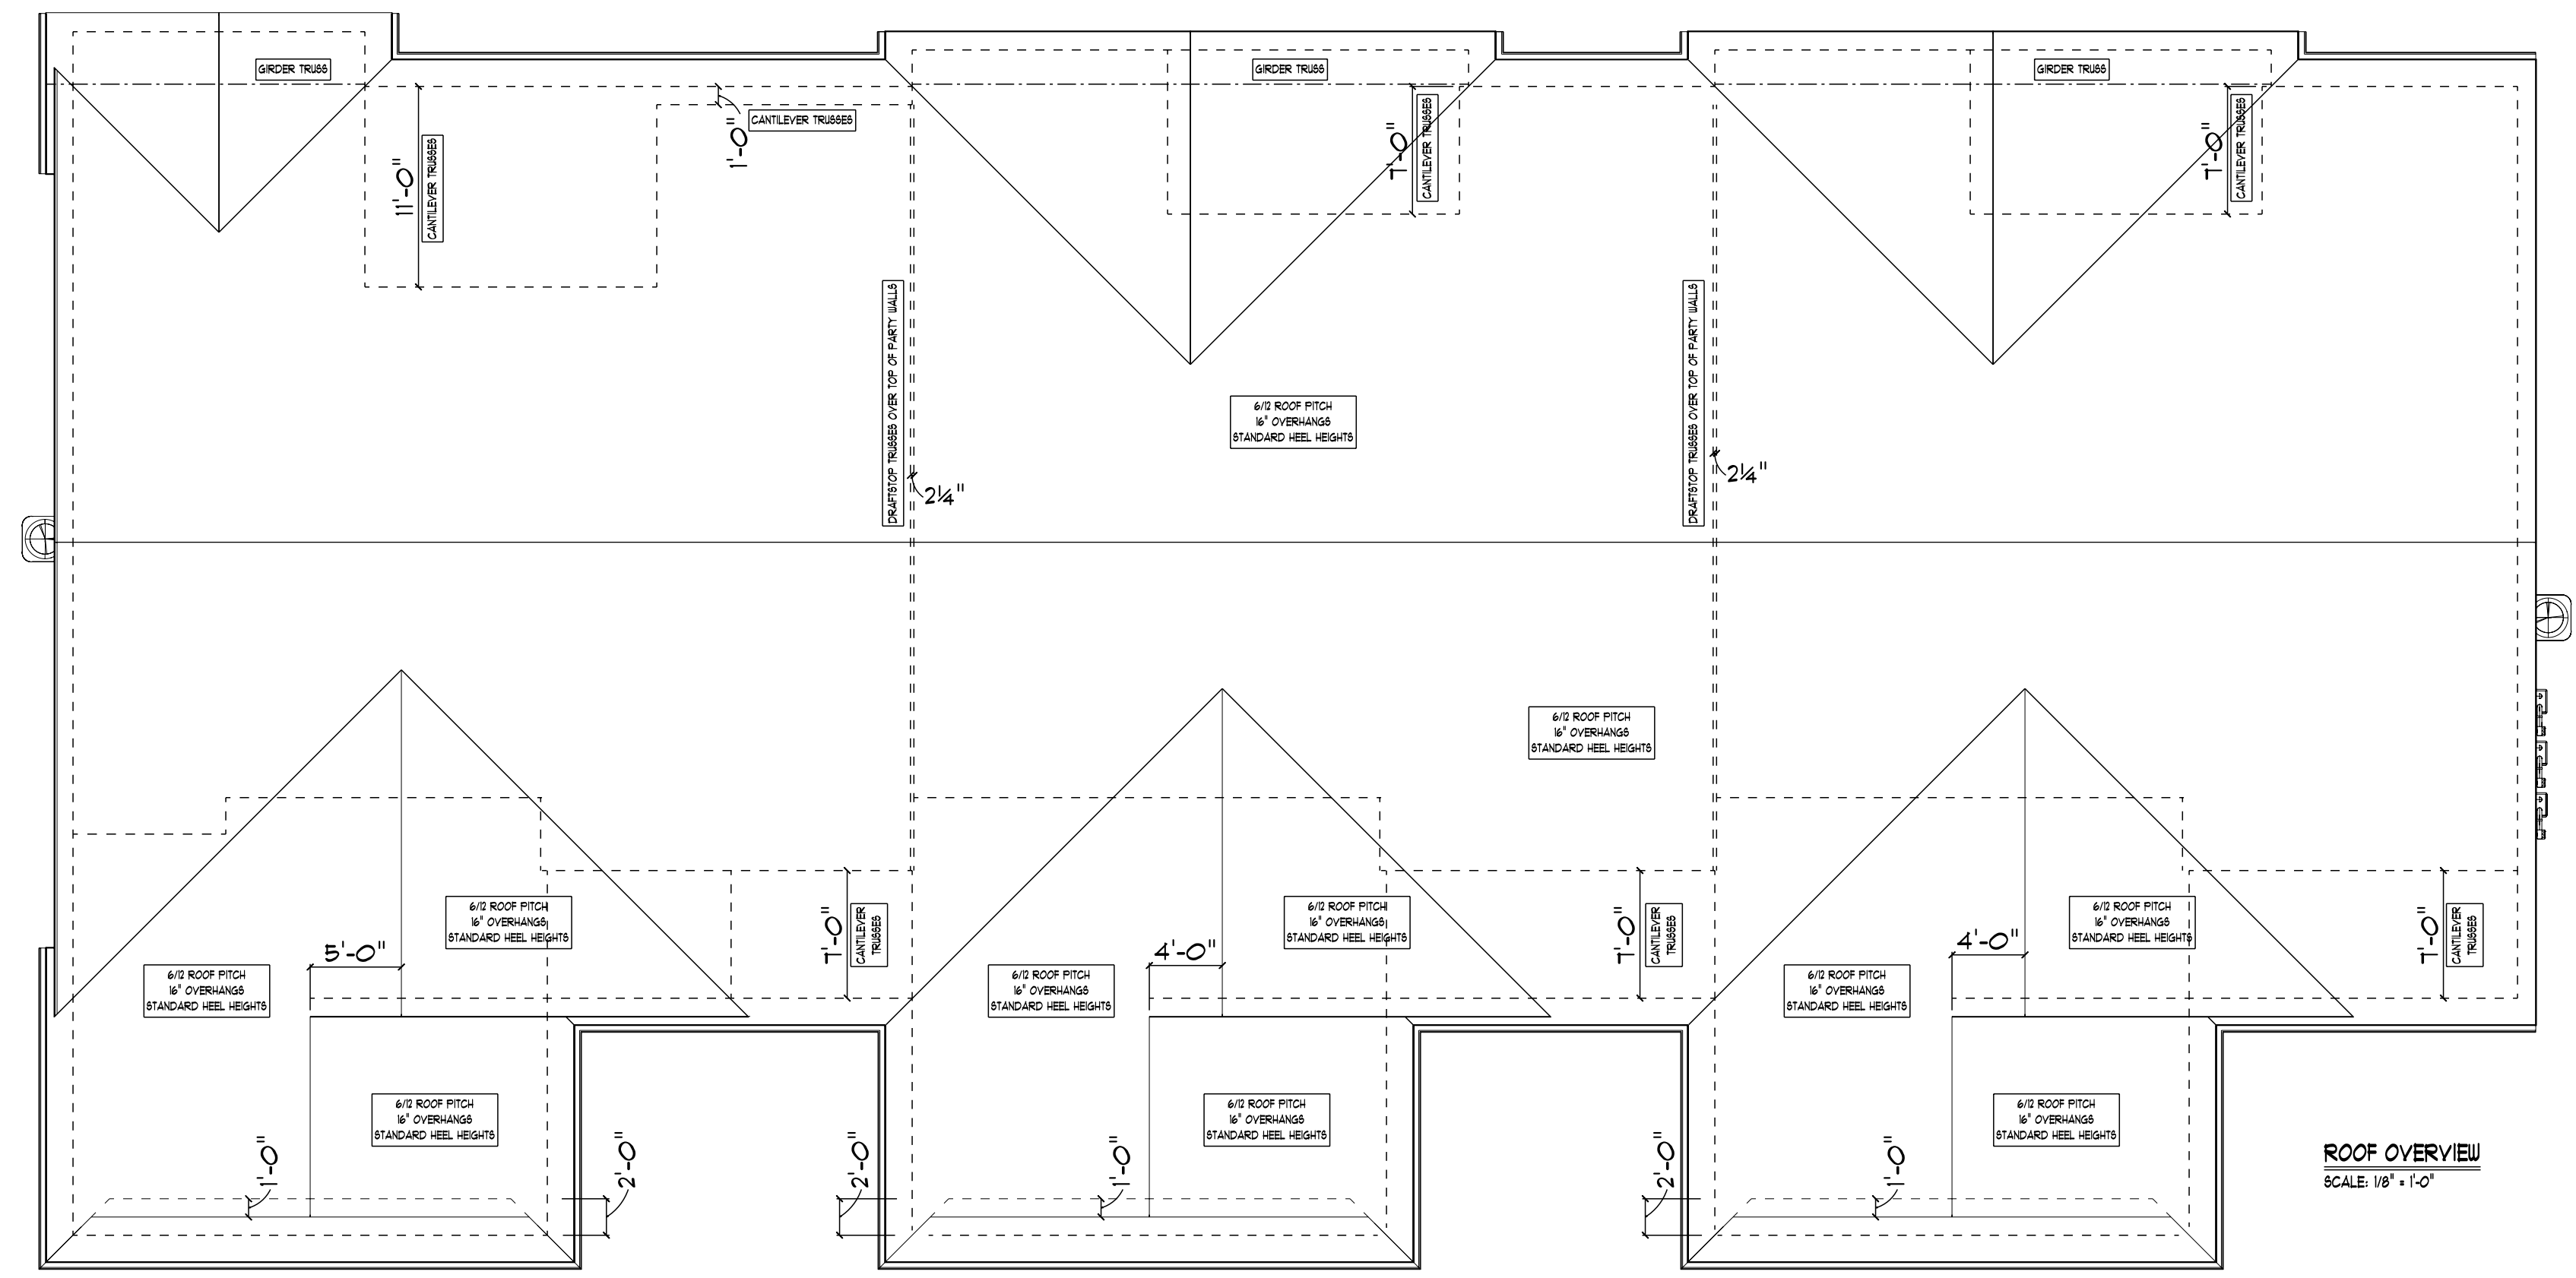 GIRDER TRUSS
GIRDER TRUSS
GIRDER TRUSS
11'-0"
CANTILEVER TRUSSES
1'-0"
CANTILEVER TRUSSES
7'-0"
CANTILEVER TRUSSES
7'-0"
CANTILEVER TRUSSES
DRAFTSTOP TRUSSES OVER TOP OF PARTY WALLS
2¼"
6/12 ROOF PITCH
16" OVERHANGS
STANDARD HEEL HEIGHTS
DRAFTSTOP TRUSSES OVER TOP OF PARTY WALLS
2¼"
6/12 ROOF PITCH
16" OVERHANGS
STANDARD HEEL HEIGHTS
6/12 ROOF PITCH
16" OVERHANGS
STANDARD HEEL HEIGHTS
5'-0"
6/12 ROOF PITCH
16" OVERHANGS
STANDARD HEEL HEIGHTS
7'-0"
CANTILEVER
TRUSSES
6/12 ROOF PITCH
16" OVERHANGS
STANDARD HEEL HEIGHTS
4'-0"
6/12 ROOF PITCH
16" OVERHANGS
STANDARD HEEL HEIGHTS
7'-0"
CANTILEVER
TRUSSES
6/12 ROOF PITCH
16" OVERHANGS
STANDARD HEEL HEIGHTS
4'-0"
6/12 ROOF PITCH
16" OVERHANGS
STANDARD HEEL HEIGHTS
7'-0"
CANTILEVER
TRUSSES
6/12 ROOF PITCH
16" OVERHANGS
STANDARD HEEL HEIGHTS
1'-0"
2'-0"
6/12 ROOF PITCH
16" OVERHANGS
STANDARD HEEL HEIGHTS
2'-0"
1'-0"
6/12 ROOF PITCH
16" OVERHANGS
STANDARD HEEL HEIGHTS
2'-0"
1'-0"
ROOF OVERVIEW
SCALE: 1/8" = 1'-0"